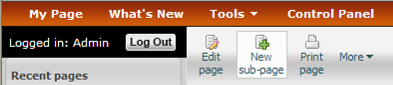 My Page What's New Tools Control Panel
Logged in: Admin Log Out
Edit page New sub-page Print page More
Recent pages